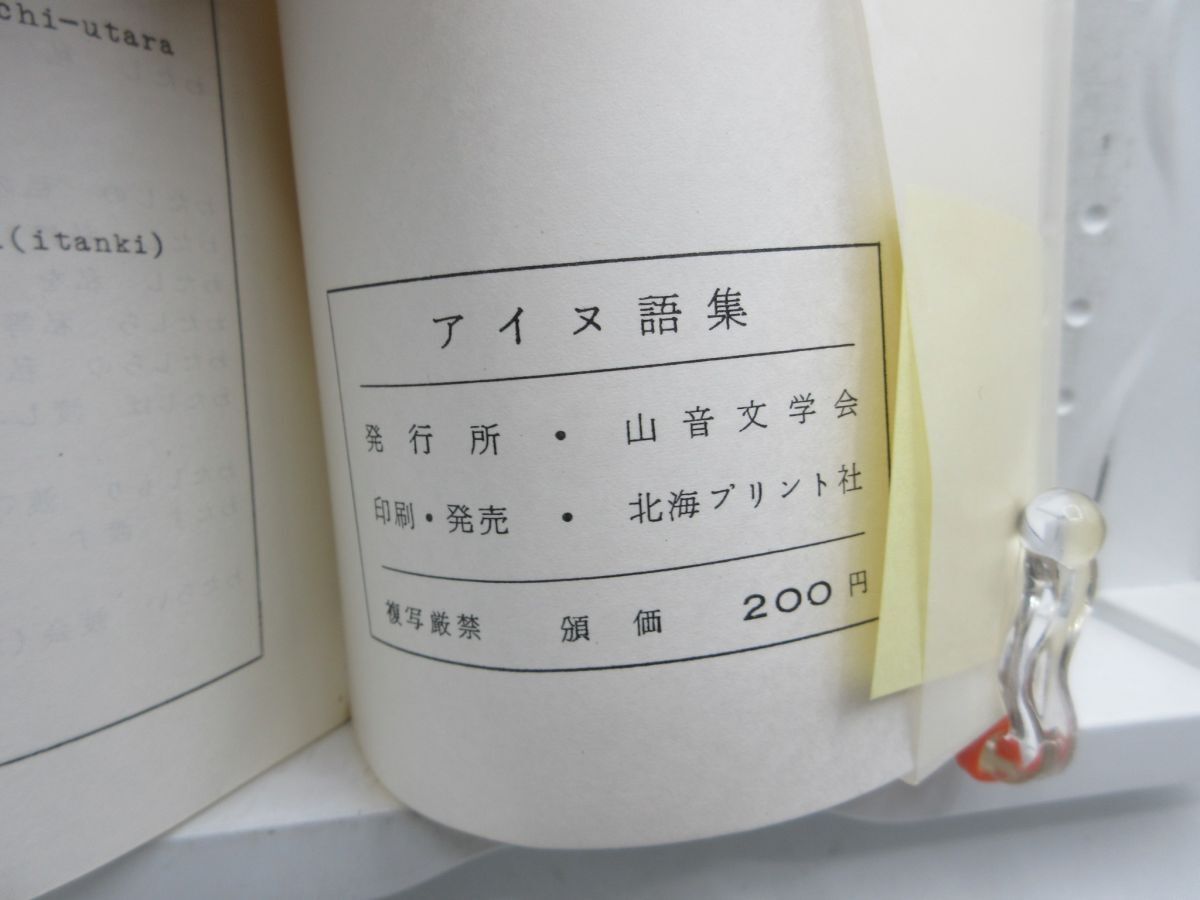 chi-utara
(itanki)
アイヌ語集
発行所・山音文学会
印刷・発売・北海プリント社
複写厳禁 頒価 200円